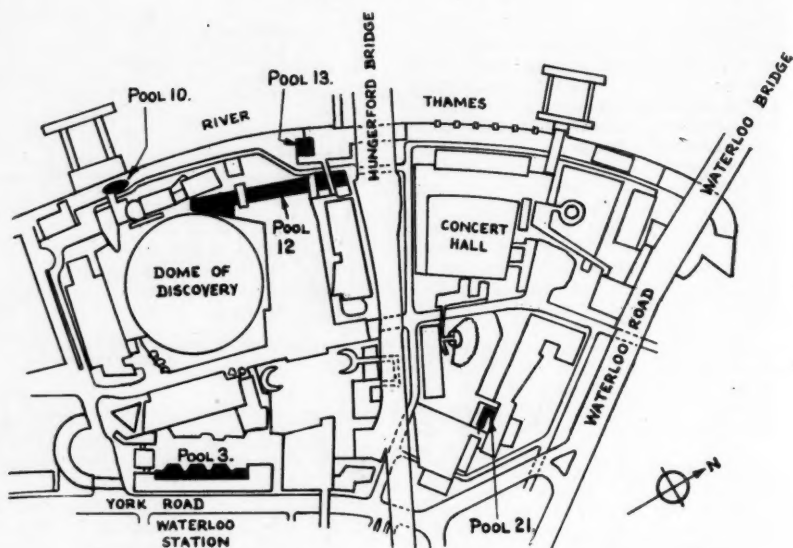 POOL 10.
POOL 13.
RIVER
THAMES
HUNGERFORD BRIDGE
WATERLOO BRIDGE
POOL
12
CONCERT
HALL
DOME OF
DISCOVERY
WATERLOO ROAD
POOL 3.
YORK ROAD
WATERLOO
STATION
POOL 21.
N